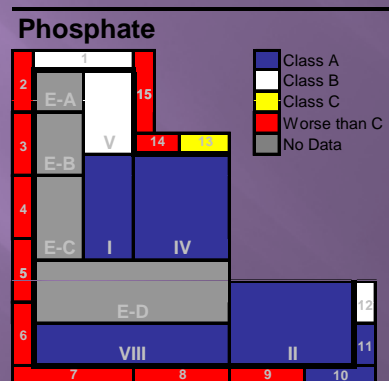 Phosphate
Class A
Class B
Class C
Worse than C
No Data
1
2
E-A
15
V
3
E-B
14
13
4
E-C
I
IV
5
E-D
12
6
VIII
II
11
7
8
9
10